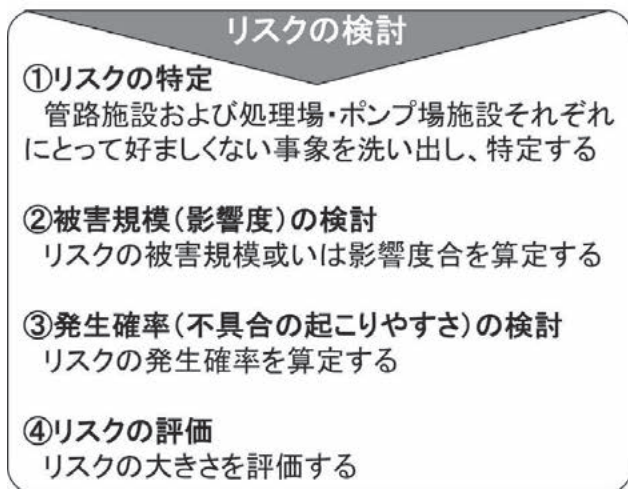 リスクの検討
①リスクの特定
管路施設および処理場・ポンプ場施設それぞれ
にとって好ましくない事象を洗い出し、特定する
②被害規模（影響度）の検討
リスクの被害規模或いは影響度合を算定する
③発生確率（不具合の起こりやすさ）の検討
リスクの発生確率を算定する
④リスクの評価
リスクの大きさを評価する